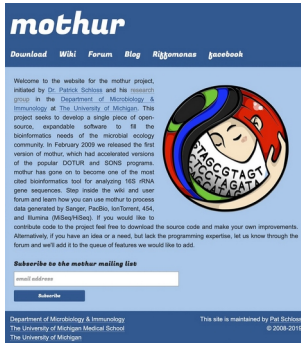 mothur
Download Wiki Forum Blog Riffomonas facebook
Welcome to the website for the mothur project,
initiated by Dr. Patrick Schloss and his research
group in the Department of Microbiology &
Immunology at The University of Michigan. This
project seeks to develop a single piece of open-
source, expandable software to fill the
bioinformatics needs of the microbial ecology
community. In February 2009 we released the first
version of mothur, which had accelerated versions
of the popular DOTUR and SONS programs.
mothur has gone on to become one of the most
cited bioinformatics tool for analyzing 16S rRNA
gene sequences. Step inside the wiki and user
forum and learn how you can use mothur to process
data generated by Sanger, PacBio, IonTorrent, 454,
and Illumina (MiSeq/HiSeq). If you would like to
contribute code to the project feel free to download the source code and make your own improvements.
Alternatively, if you have an idea or a need, but lack the programming expertise, let us know through the
forum and we'll add it to the queue of features we would like to add.
STAGCGTAGT
Subscribe to the mothur mailing list
email address
Subscribe
Department of Microbiology & Immunology
The University of Michigan Medical School
The University of Michigan
This site is maintained by Pat Schloss
© 2008-2019